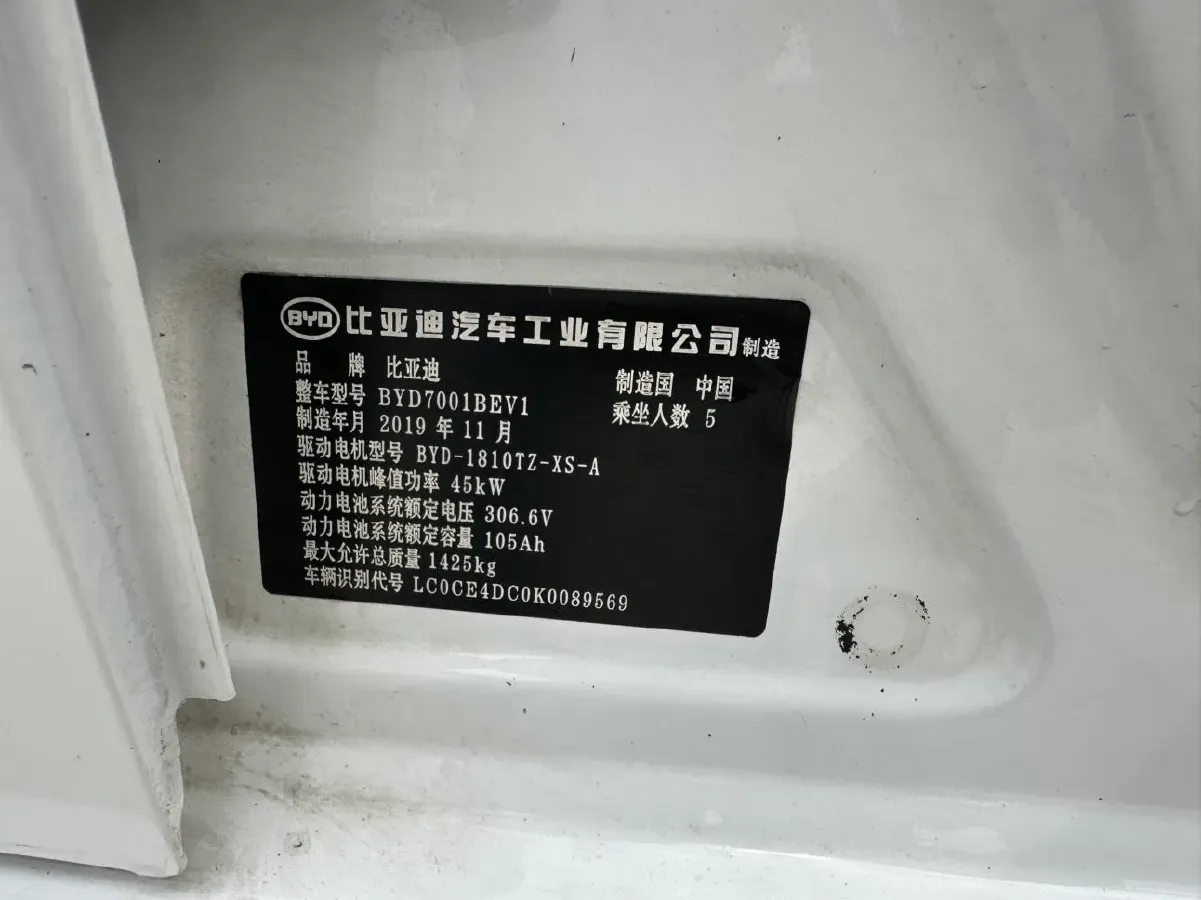 BYD 比亚迪汽车工业有限公司 制造
品 牌 比亚迪 制造国 中国
整车型号 BYD7001BEV1 乘坐人数 5
制造年月 2019 年 11 月
驱动电机型号 BYD-1810TZ-XS-A
驱动电机峰值功率 45kW
动力电池系统额定电压 306.6V
动力电池系统额定容量 105Ah
最大允许总质量 1425kg
车辆识别代号 LC0CE4DC0K0089569